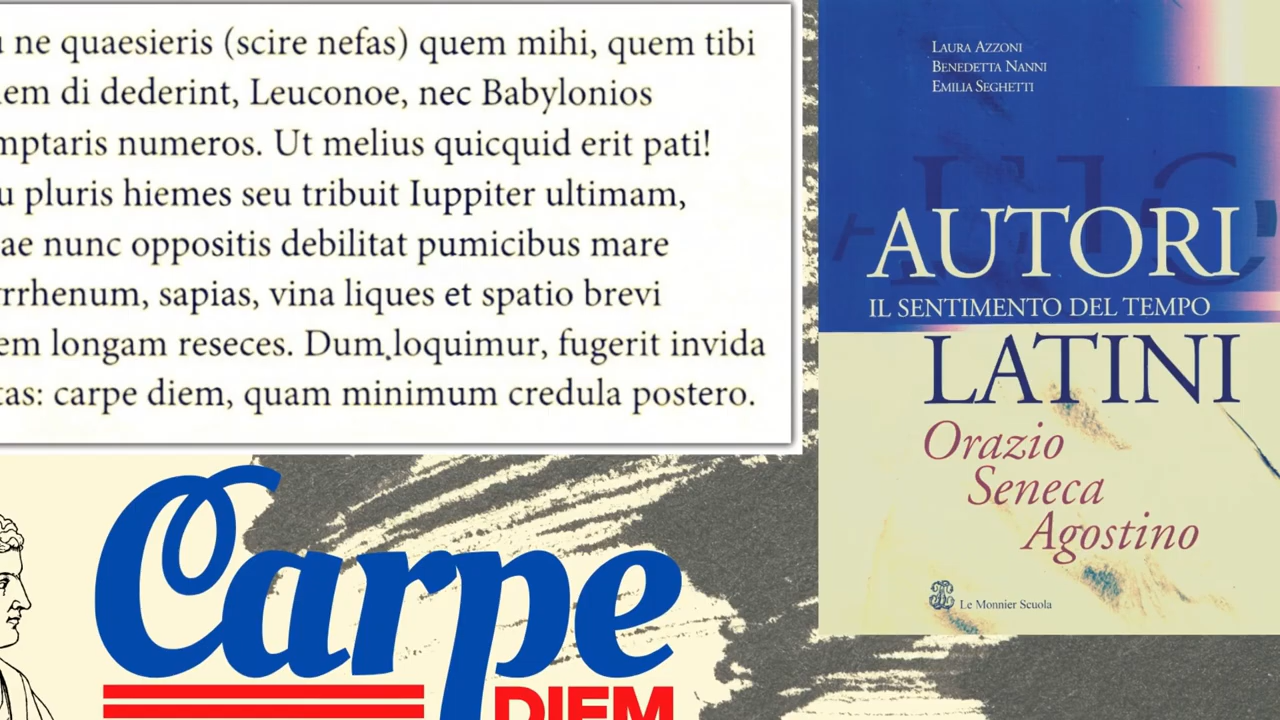 ne quaesieris (scire nefas) quem mihi, quem tibi
di dederint, Leuconoe, nec Babylonios
numeros. Ut melius quicquid erit pati!
pluris hiemes seu tribuit Iuppiter ultimam,
nunc oppositis debilitat pumicibus mare
sapias, vina liques et spatio brevi
longam reseces. Dum loquimur, fugerit invida
carpe diem, quam minimum credula postero.
LAURA AZZONI
BENEDETTA NANNI
EMILIA SEGHETTI
AUTORI
IL SENTIMENTO DEL TEMPO
LATINI
Orazio
Seneca
Agostino
Le Monnier Scuola
Carpe
DIEM